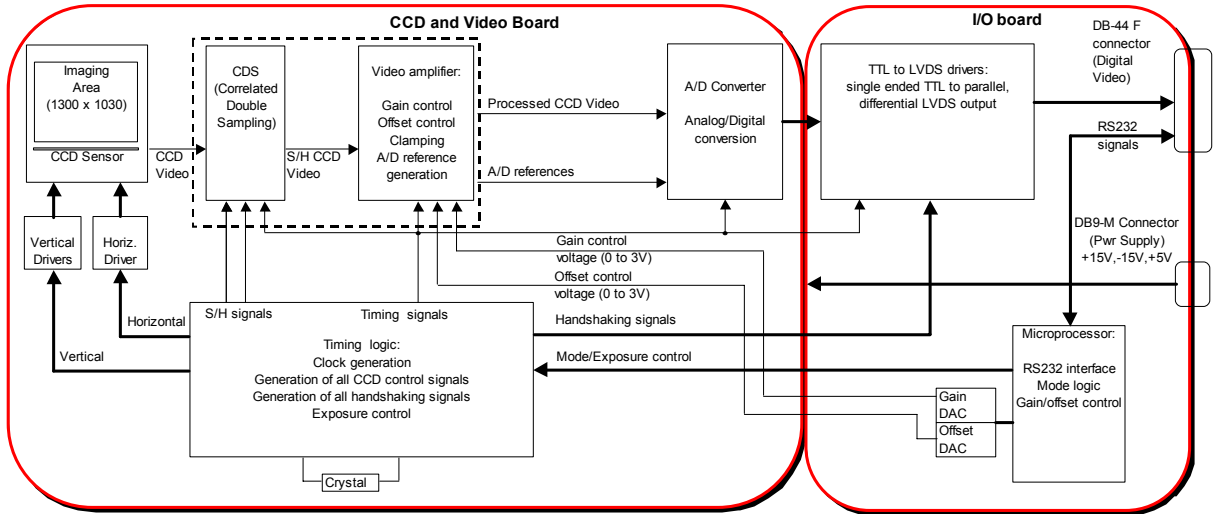 CCD and Video Board
I/O board
Imaging
Area
(1300 x 1030)
CCD Sensor
CCD
Video
CDS
(Correlated
Double
Sampling)
S/H CCD
Video
Video amplifier:
Gain control
Offset control
Clamping
A/D reference
generation
Processed CCD Video
A/D references
A/D Converter
Analog/Digital
conversion
TTL to LVDS drivers:
single ended TTL to parallel,
differential LVDS output
DB-44 F
connector
(Digital
Video)
RS232
signals
DB9-M Connector
(Pwr Supply)
+15V,-15V,+5V
Vertical
Drivers
Horiz.
Driver
Gain control
voltage (0 to 3V)
Offset control
voltage (0 to 3V)
Horizontal
Vertical
S/H signals
Timing signals
Timing logic:
Clock generation
Generation of all CCD control signals
Generation of all handshaking signals
Exposure control
Handshaking signals
Mode/Exposure control
Microprocessor:
RS232 interface
Mode logic
Gain/offset control
Gain
DAC
Offset
DAC
Crystal